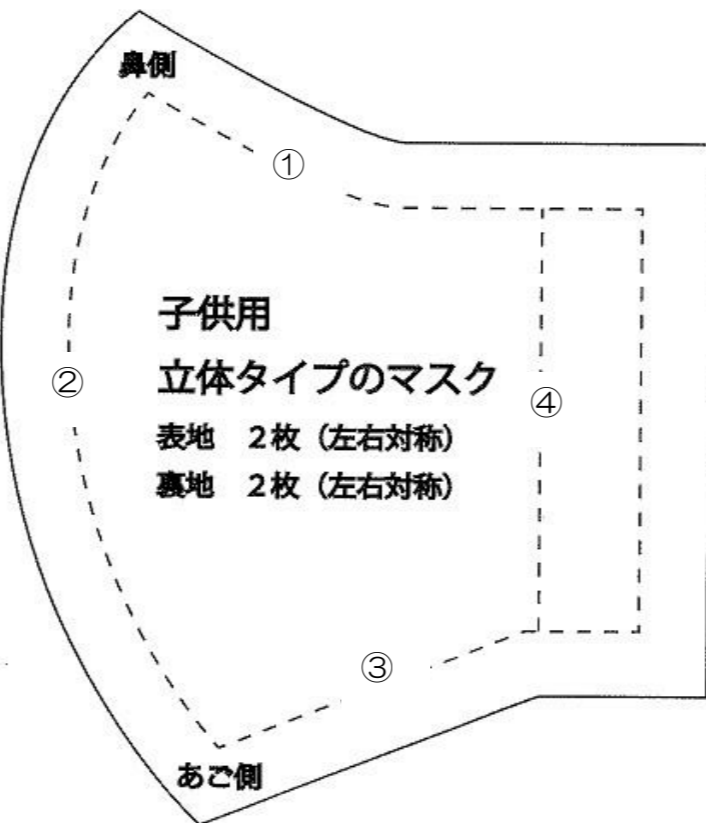 鼻側
①
子供用
立体タイプのマスク
②
④
表地 2枚（左右対称）
裏地 2枚（左右対称）
③
あご側